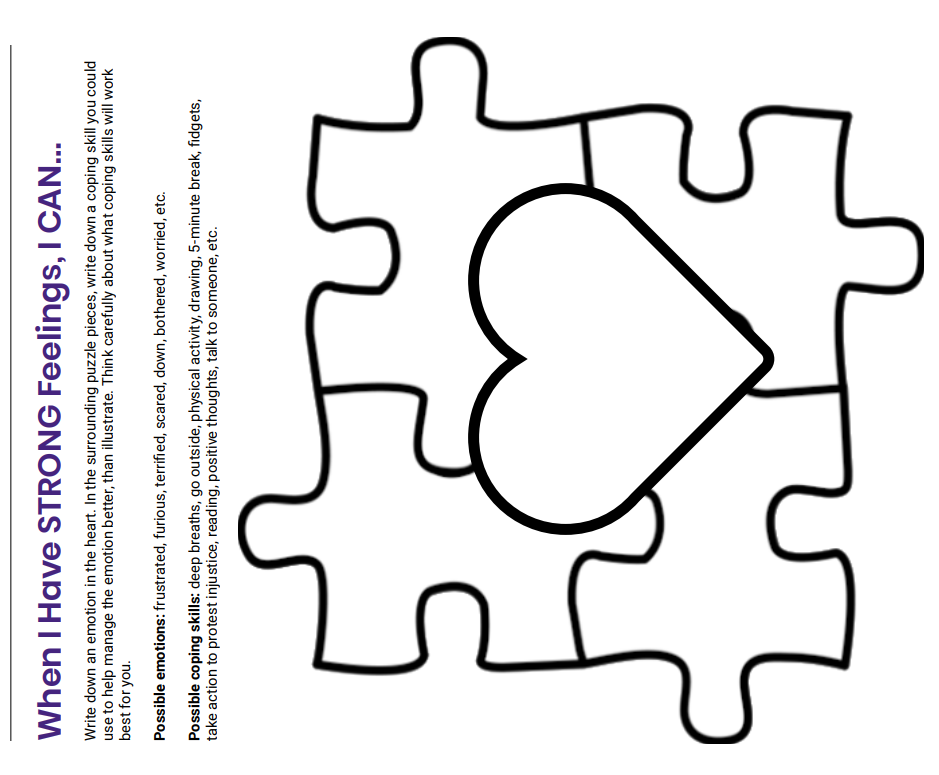 When I Have STRONG Feelings, I CAN...
Write down an emotion in the heart. In the surrounding puzzle pieces, write down a coping skill you could
use to help manage the emotion better, than illustrate. Think carefully about what coping skills will work
best for you.
Possible emotions: frustrated, furious, terrified, scared, down, bothered, worried, etc.
Possible coping skills: deep breaths, go outside, physical activity, drawing, 5-minute break, fidgets,
take action to protest injustice, reading, positive thoughts, talk to someone, etc.